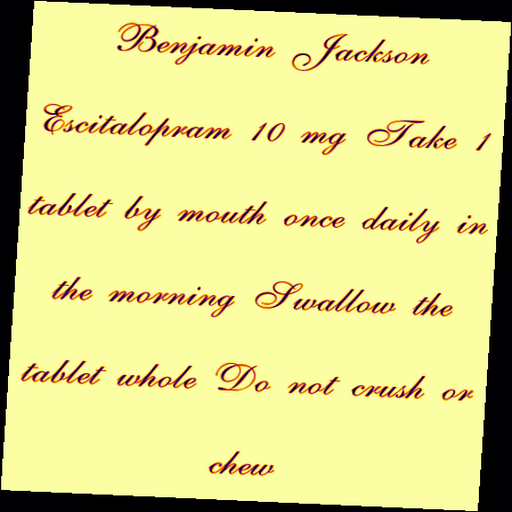 Benjamin Jackson
Escitalopram 10 mg Take 1
tablet by mouth once daily in
the morning Swallow the
tablet whole Do not crush or
chew